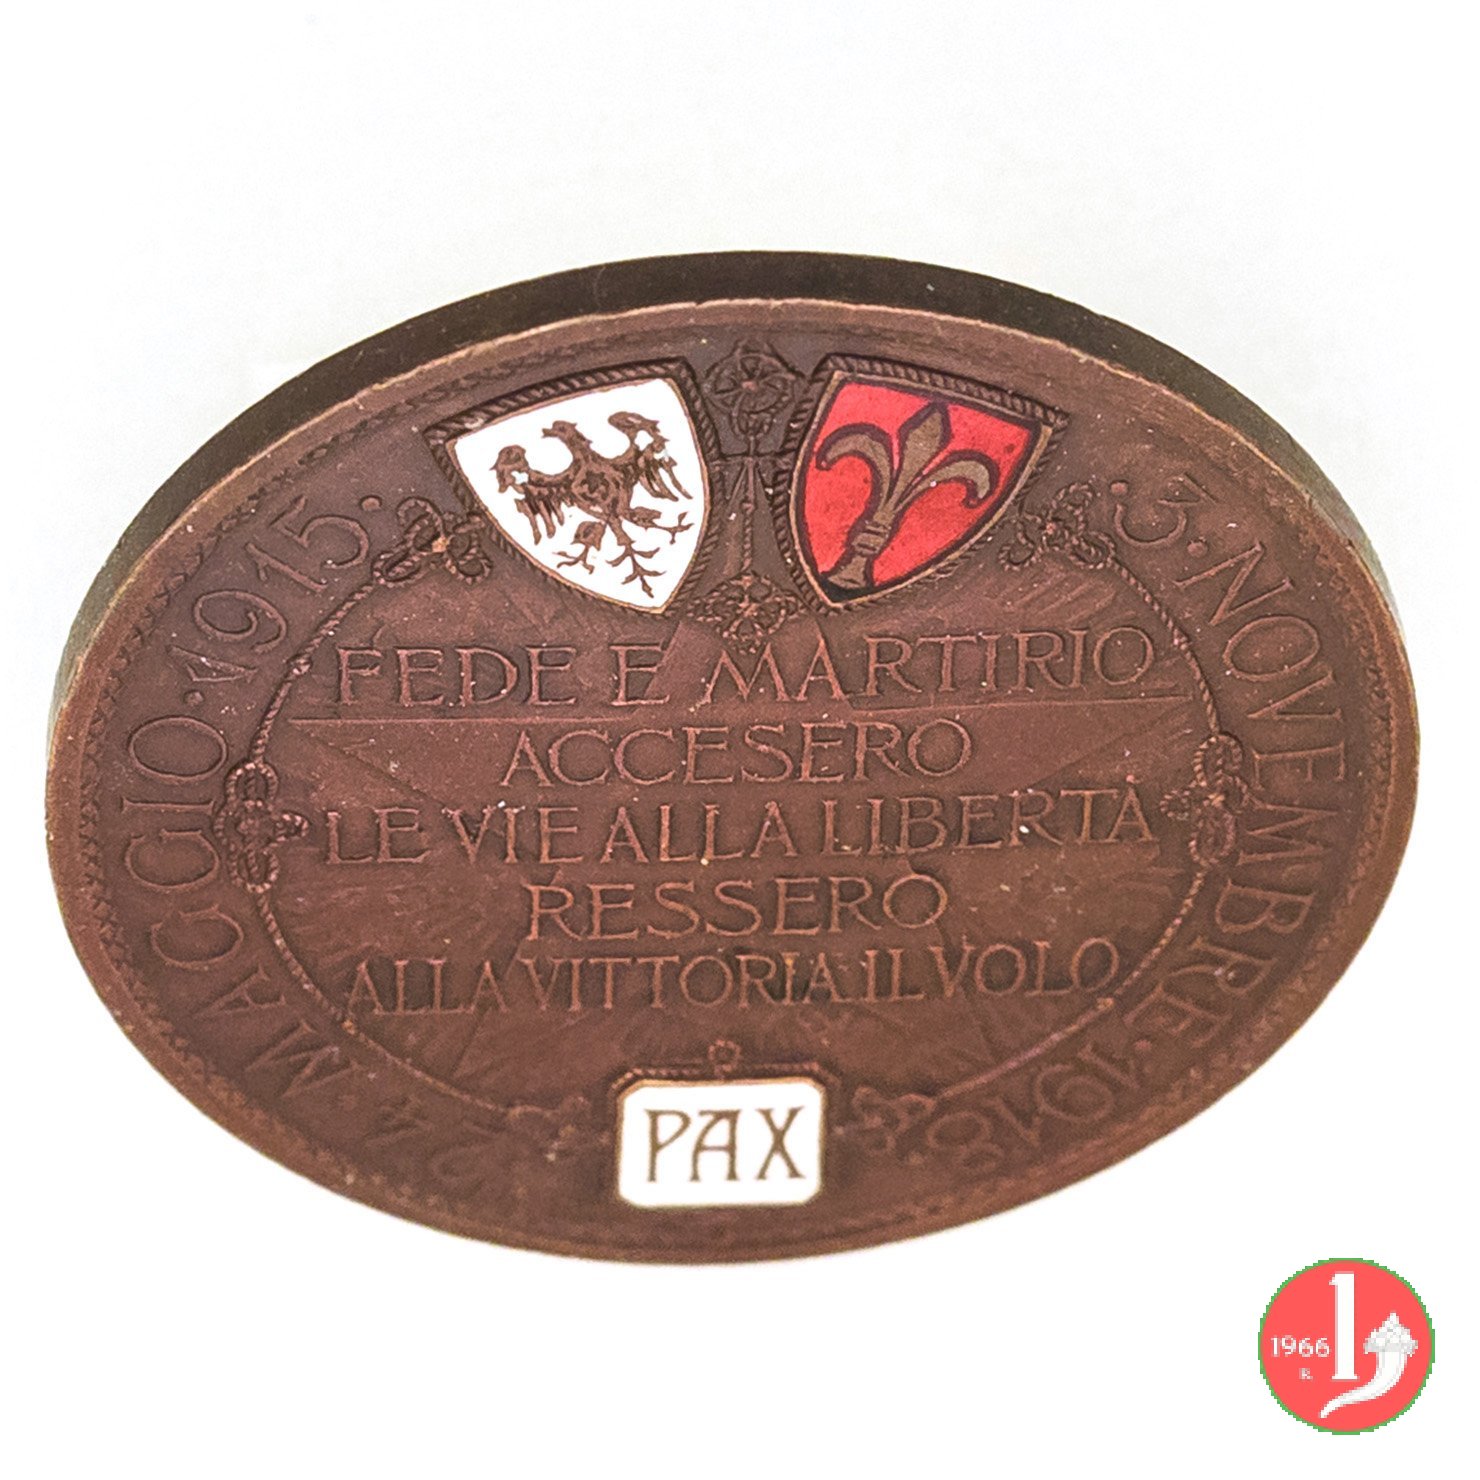 24 · MAGGIO · 1915 ·
· 3 · NOVEMBRE · 1918 ·
FEDE E MARTIRIO
ACCESERO
LE VIE ALLA LIBERTÀ
RESSERO
ALLA VITTORIA IL VOLO
PAX
1966
R